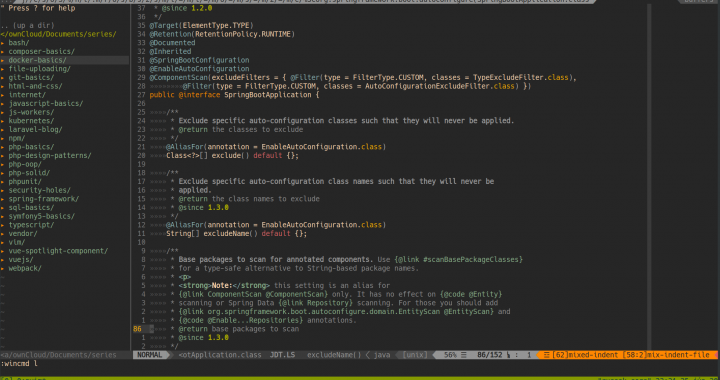 " Press ? for help
.. (up a dir)
</ownCloud/Documents/series/
▸ bash/
▸ composer-basics/
▸ docker-basics/
▸ file-uploading/
▸ git-basics/
▸ html-and-css/
▸ internet/
▸ javascript-basics/
▸ js-workers/
▸ kubernetes/
▸ laravel-blog/
▸ npm/
▸ php-basics/
▸ php-design-patterns/
▸ php-oop/
▸ php-solid/
▸ phpunit/
▸ security-holes/
▸ spring-framework/
▸ sql-basics/
▸ symfony5-basics/
▸ typescript/
▸ vendor/
▸ vim/
▸ vue-spotlight-component/
▸ vuejs/
▸ webpack/
37 * @since 1.2.0
36 */
35 @Target(ElementType.TYPE)
34 @Retention(RetentionPolicy.RUNTIME)
33 @Documented
32 @Inherited
31 @SpringBootConfiguration
30 @EnableAutoConfiguration
29 @ComponentScan(excludeFilters = { @Filter(type = FilterType.CUSTOM, classes = TypeExcludeFilter.class),
28 @Filter(type = FilterType.CUSTOM, classes = AutoConfigurationExcludeFilter.class) })
27 public @interface SpringBootApplication {
26
25 /**
24 * Exclude specific auto-configuration classes such that they will never be applied.
23 * @return the classes to exclude
22 */
21 @AliasFor(annotation = EnableAutoConfiguration.class)
20 Class<?>[] exclude() default {};
19
18 /**
17 * Exclude specific auto-configuration class names such that they will never be
16 * applied.
15 * @return the class names to exclude
14 * @since 1.3.0
13 */
12 @AliasFor(annotation = EnableAutoConfiguration.class)
11 String[] excludeName() default {};
10
9 /**
8 * Base packages to scan for annotated components. Use {@link #scanBasePackageClasses}
7 * for a type-safe alternative to String-based package names.
6 * <p>
5 * <strong>Note:</strong> this setting is an alias for
4 * {@link ComponentScan @ComponentScan} only. It has no effect on {@code @Entity}
3 * scanning or Spring Data {@link Repository} scanning. For those you should add
2 * {@link org.springframework.boot.autoconfigure.domain.EntityScan @EntityScan} and
1 * {@code @Enable...Repositories} annotations.
86 * @return base packages to scan
1 * @since 1.3.0
2 */
<a/ownCloud/Documents/series NORMAL <otApplication.class JDT.LS excludeName() java [unix] 56% 86/152 : 1 [62]mixed-indent [58:2]mix-indent-file
:wincmd l